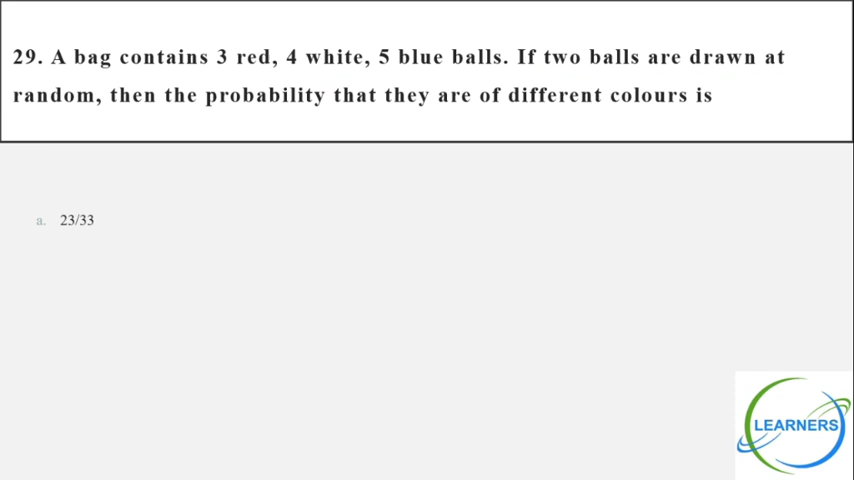 29. A bag contains 3 red, 4 white, 5 blue balls. If two balls are drawn at
random, then the probability that they are of different colours is
a. 23/33
LEARNERS